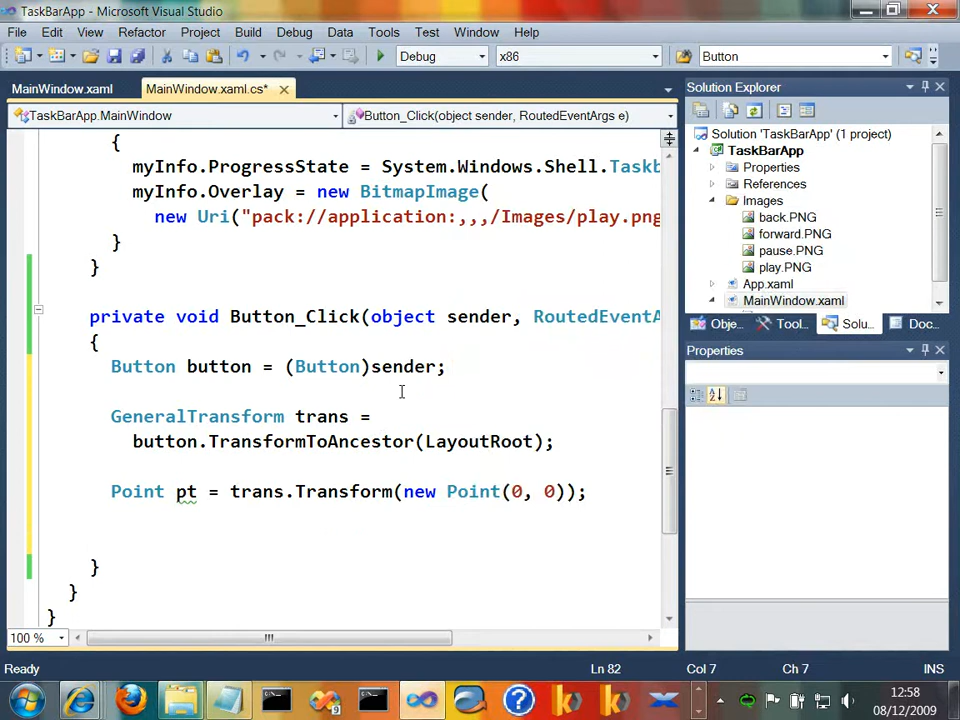 TaskBarApp - Microsoft Visual Studio
File Edit View Refactor Project Build Debug Data Tools Test Window Help
Debug x86 Button
MainWindow.xaml MainWindow.xaml.cs*
TaskBarApp.MainWindow Button_Click(object sender, RoutedEventArgs e)
{
myInfo.ProgressState = System.Windows.Shell.Taskb
myInfo.Overlay = new BitmapImage(
new Uri("pack://application:,,,/Images/play.png
}
}
private void Button_Click(object sender, RoutedEventA
{
Button button = (Button)sender;
GeneralTransform trans =
button.TransformToAncestor(LayoutRoot);
Point pt = trans.Transform(new Point(0, 0));
}
}
}
100 %
Solution Explorer
Solution 'TaskBarApp' (1 project)
TaskBarApp
Properties
References
Images
back.PNG
forward.PNG
pause.PNG
play.PNG
App.xaml
MainWindow.xaml
Obje... Tool... Solu... Doc...
Properties
Ready Ln 82 Col 7 Ch 7 INS
9
12:58
08/12/2009